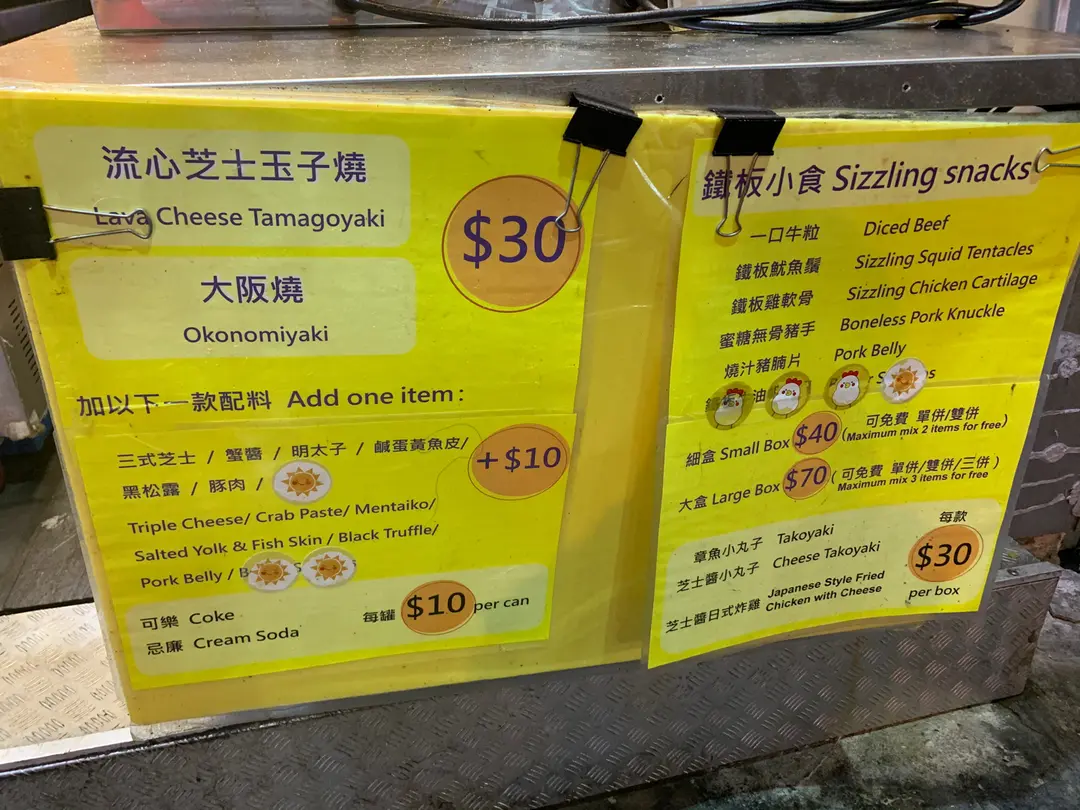 流心芝士玉子燒
Lava Cheese Tamagoyaki
大阪燒
Okonomiyaki
$30
加以下一款配料 Add one item:
三式芝士 / 蟹醬 / 明太子 / 鹹蛋黃魚皮/
黑松露 / 豚肉 /
+$10
Triple Cheese/ Crab Paste/ Mentaiko/
Salted Yolk & Fish Skin / Black Truffle/
Pork Belly /
可樂 Coke
忌廉 Cream Soda
每罐 $10 per can
鐵板小食 Sizzling snacks
一口牛粒 Diced Beef
鐵板魷魚鬚 Sizzling Squid Tentacles
鐵板雞軟骨 Sizzling Chicken Cartilage
蜜糖無骨豬手 Boneless Pork Knuckle
燒汁豬腩片 Pork Belly
油
細盒 Small Box $40 (可免費 單併/雙併
Maximum mix 2 items for free)
大盒 Large Box $70 (可免費 單併/雙併/三併)
Maximum mix 3 items for free
章魚小丸子 Takoyaki
芝士醬小丸子 Cheese Takoyaki
芝士醬日式炸雞 Japanese Style Fried
Chicken with Cheese
每款
$30
per box